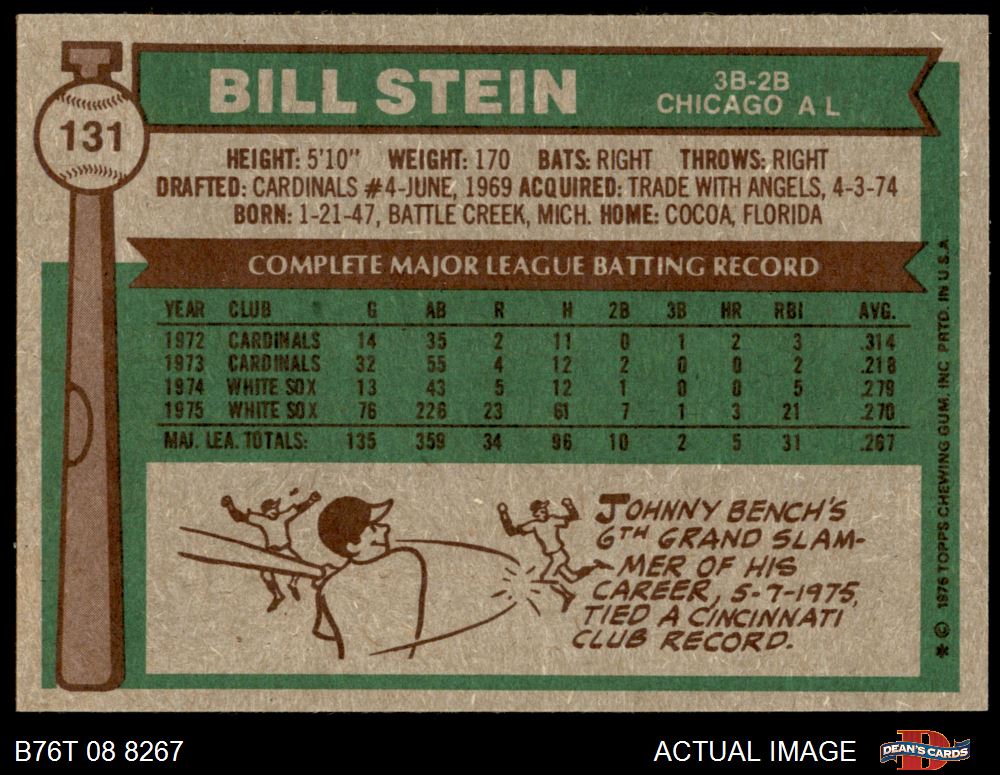 131
BILL STEIN
3B-2B
CHICAGO A L
HEIGHT: 5'10" WEIGHT: 170 BATS: RIGHT THROWS: RIGHT
DRAFTED: CARDINALS #4-JUNE, 1969 ACQUIRED: TRADE WITH ANGELS, 4-3-74
BORN: 1-21-47, BATTLE CREEK, MICH. HOME: COCOA, FLORIDA
COMPLETE MAJOR LEAGUE BATTING RECORD
YEAR CLUB G AB R H 2B 3B HR RBI AVG.
1972 CARDINALS 14 35 2 11 0 1 2 3 .314
1973 CARDINALS 32 55 4 12 2 0 0 2 .218
1974 WHITE SOX 13 43 5 12 1 0 0 5 .279
1975 WHITE SOX 76 226 23 61 7 1 3 21 .270
MAJ. LEA. TOTALS: 135 359 34 96 10 2 5 31 .267
JOHNNY BENCH'S
6TH GRAND SLAM-
MER OF HIS
CAREER, 5-7-1975,
TIED A CINCINNATI
CLUB RECORD.
* © 1976 TOPPS CHEWING GUM, INC. PRTD. IN U.S.A.
B76T 08 8267
ACTUAL IMAGE
DEAN'S CARDS